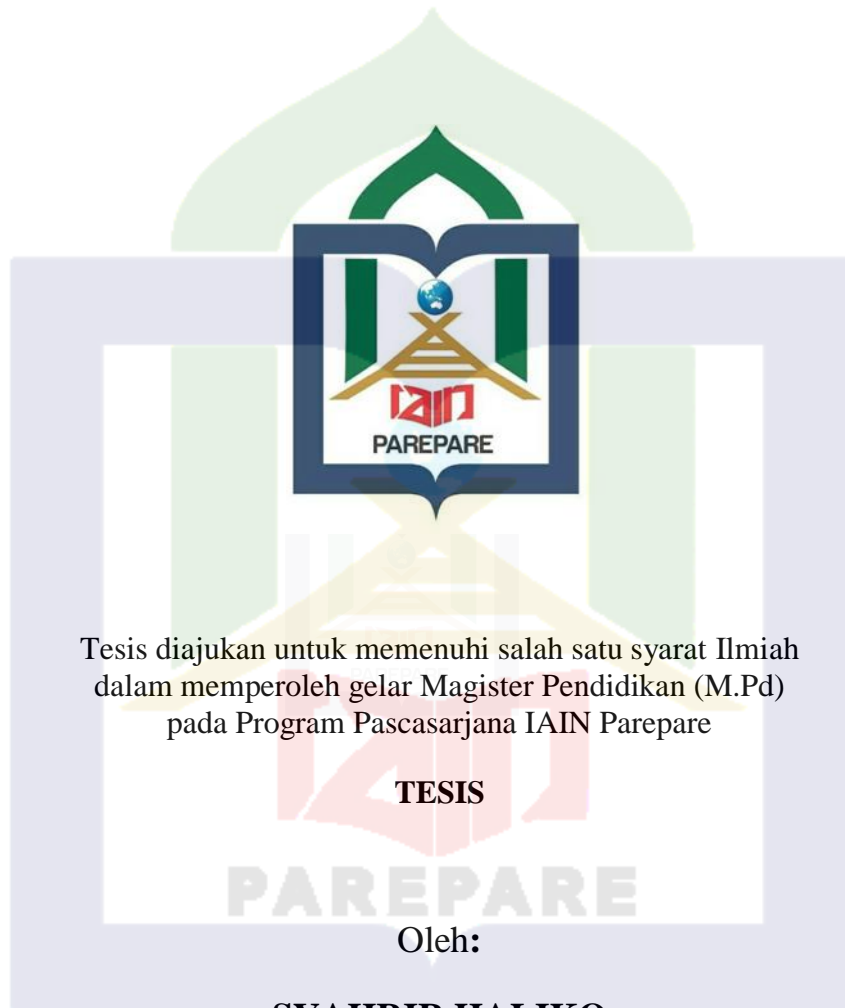 IAIN
PAREPARE
Tesis diajukan untuk memenuhi salah satu syarat Ilmiah
dalam memperoleh gelar Magister Pendidikan (M.Pd)
pada Program Pascasarjana IAIN Parepare
TESIS
PAREPARE
Oleh: